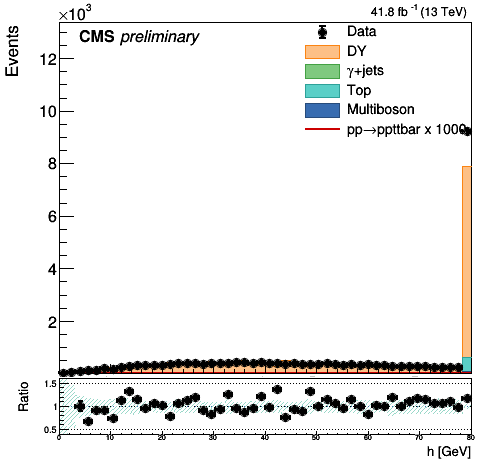 ×10³
41.8 fb⁻¹ (13 TeV)
CMS preliminary
Events
Data
DY
γ+jets
Top
Multiboson
pp→ppttbar x 1000
12
10
8
6
4
2
Ratio
1.5
1
0.5
0 10 20 30 40 50 60 70 80
h [GeV]